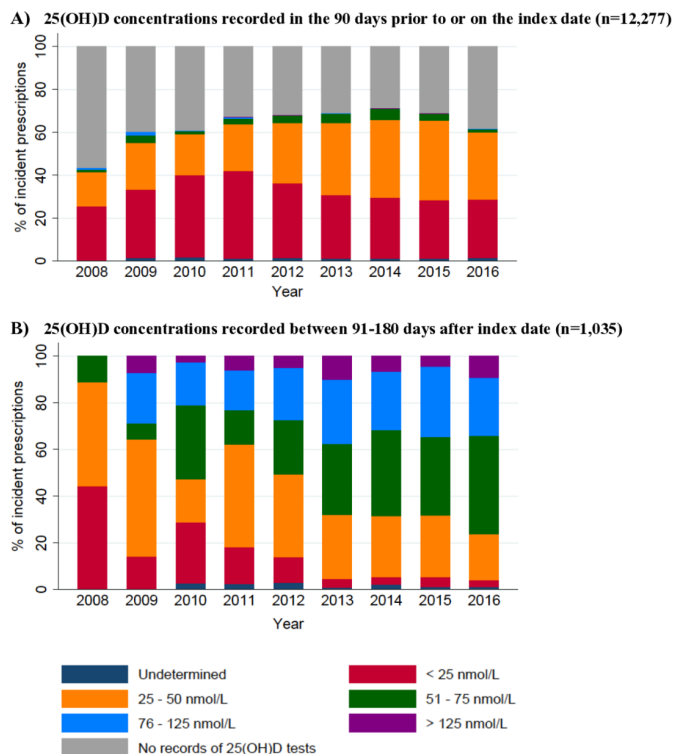 A) 25(OH)D concentrations recorded in the 90 days prior to or on the index date (n=12,277)
% of incident prescriptions
100
80
60
40
20
0
2008 2009 2010 2011 2012 2013 2014 2015 2016
Year
B) 25(OH)D concentrations recorded between 91-180 days after index date (n=1,035)
% of incident prescriptions
100
80
60
40
20
0
2008 2009 2010 2011 2012 2013 2014 2015 2016
Year
Undetermined < 25 nmol/L
25 - 50 nmol/L 51 - 75 nmol/L
76 - 125 nmol/L > 125 nmol/L
No records of 25(OH)D tests